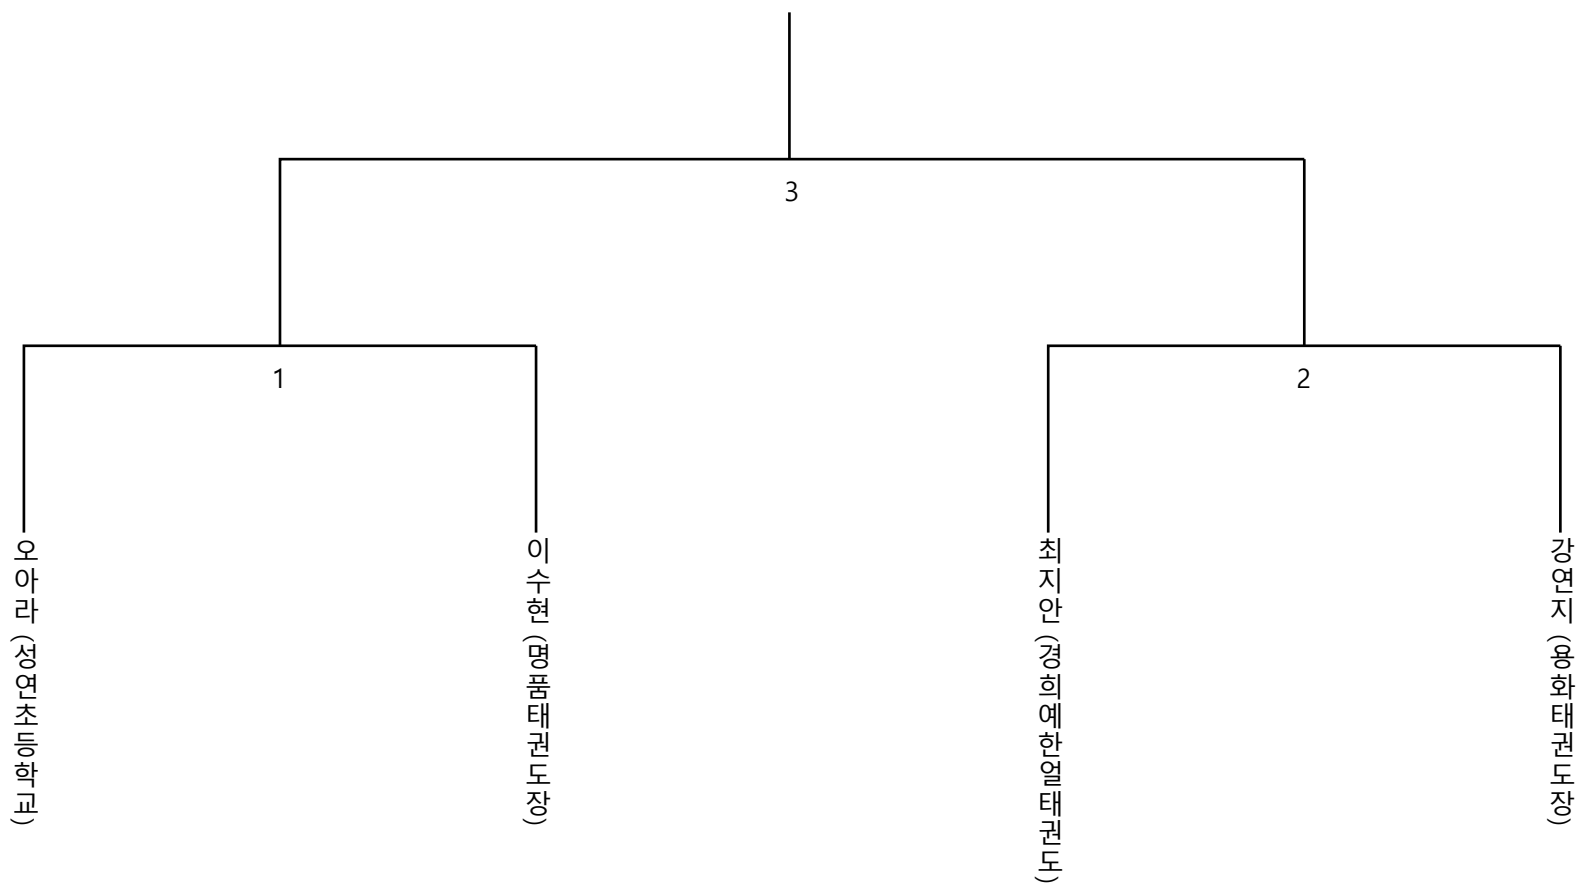 3
1
2
오아라 (성연초등학교)
이수현 (명품태권도장)
최지안 (경희예한얼태권도)
강연지 (용화태권도장)